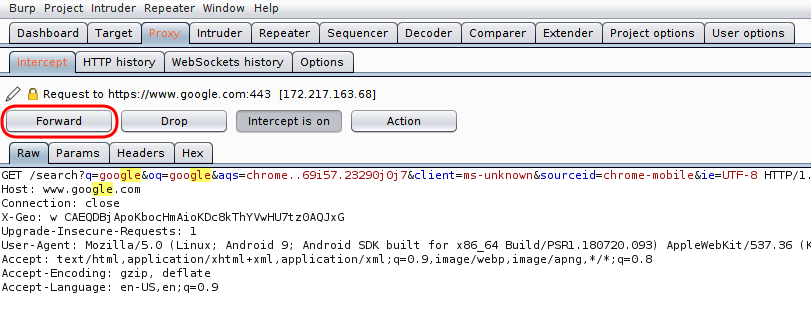 Burp Project Intruder Repeater Window Help
Dashboard Target Proxy Intruder Repeater Sequencer Decoder Comparer Extender Project options User options
Intercept HTTP history WebSockets history Options
Request to https://www.google.com:443 [172.217.163.68]
Forward Drop Intercept is on Action
Raw Params Headers Hex
GET /search?q=google&oq=google&aqs=chrome..69i57.23290j0j7&client=ms-unknown&sourceid=chrome-mobile&ie=UTF-8 HTTP/1.
Host: www.google.com
Connection: close
X-Geo: w CAEQDBjApoKbocHmAioKDc8kThYVwHU7tz0AQJxG
Upgrade-Insecure-Requests: 1
User-Agent: Mozilla/5.0 (Linux; Android 9; Android SDK built for x86_64 Build/PSR1.180720.093) AppleWebKit/537.36 (K
Accept: text/html,application/xhtml+xml,application/xml;q=0.9,image/webp,image/apng,*/*;q=0.8
Accept-Encoding: gzip, deflate
Accept-Language: en-US,en;q=0.9